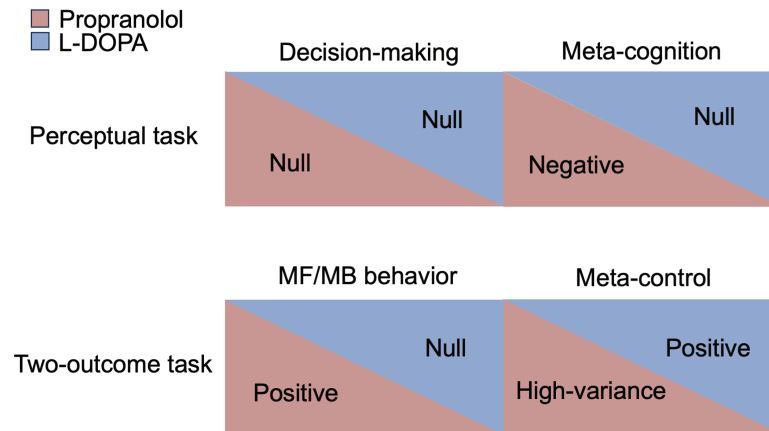 Propranolol
L-DOPA
Decision-making
Meta-cognition
Perceptual task
Null
Null
Null
Negative
MF/MB behavior
Meta-control
Two-outcome task
Null
Positive
Positive
High-variance